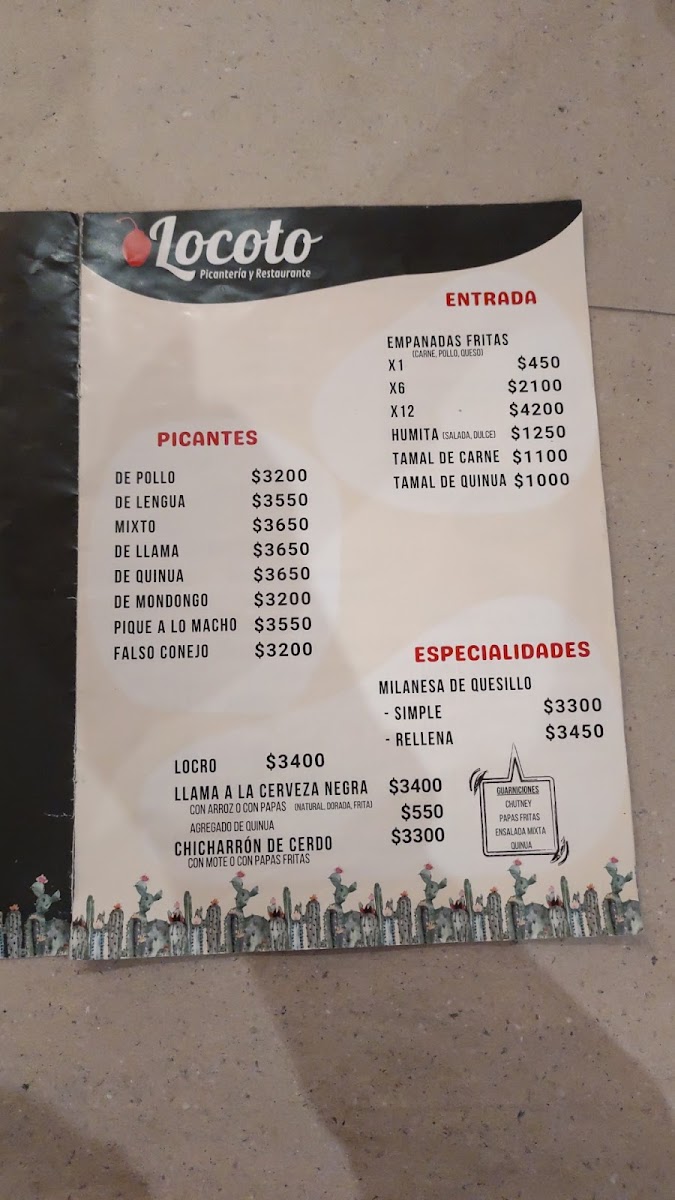 Locoto
Picantería y Restaurante
ENTRADA
EMPANADAS FRITAS
(CARNE, POLLO, QUESO)
X1 $450
X6 $2100
X12 $4200
HUMITA (SALADA, DULCE) $1250
TAMAL DE CARNE $1100
TAMAL DE QUINUA $1000
PICANTES
DE POLLO $3200
DE LENGUA $3550
MIXTO $3650
DE LLAMA $3650
DE QUINUA $3650
DE MONDONGO $3200
PIQUE A LO MACHO $3550
FALSO CONEJO $3200
ESPECIALIDADES
MILANESA DE QUESILLO
- SIMPLE $3300
- RELLENA $3450
LOCRO $3400
LLAMA A LA CERVEZA NEGRA $3400
CON ARROZ O CON PAPAS (NATURAL, DORADA, FRITA)
AGREGADO DE QUINUA $550
CHICHARRÓN DE CERDO $3300
CON MOTE O CON PAPAS FRITAS
GUARNICIONES
CHUTNEY
PAPAS FRITAS
ENSALADA MIXTA
QUINUA